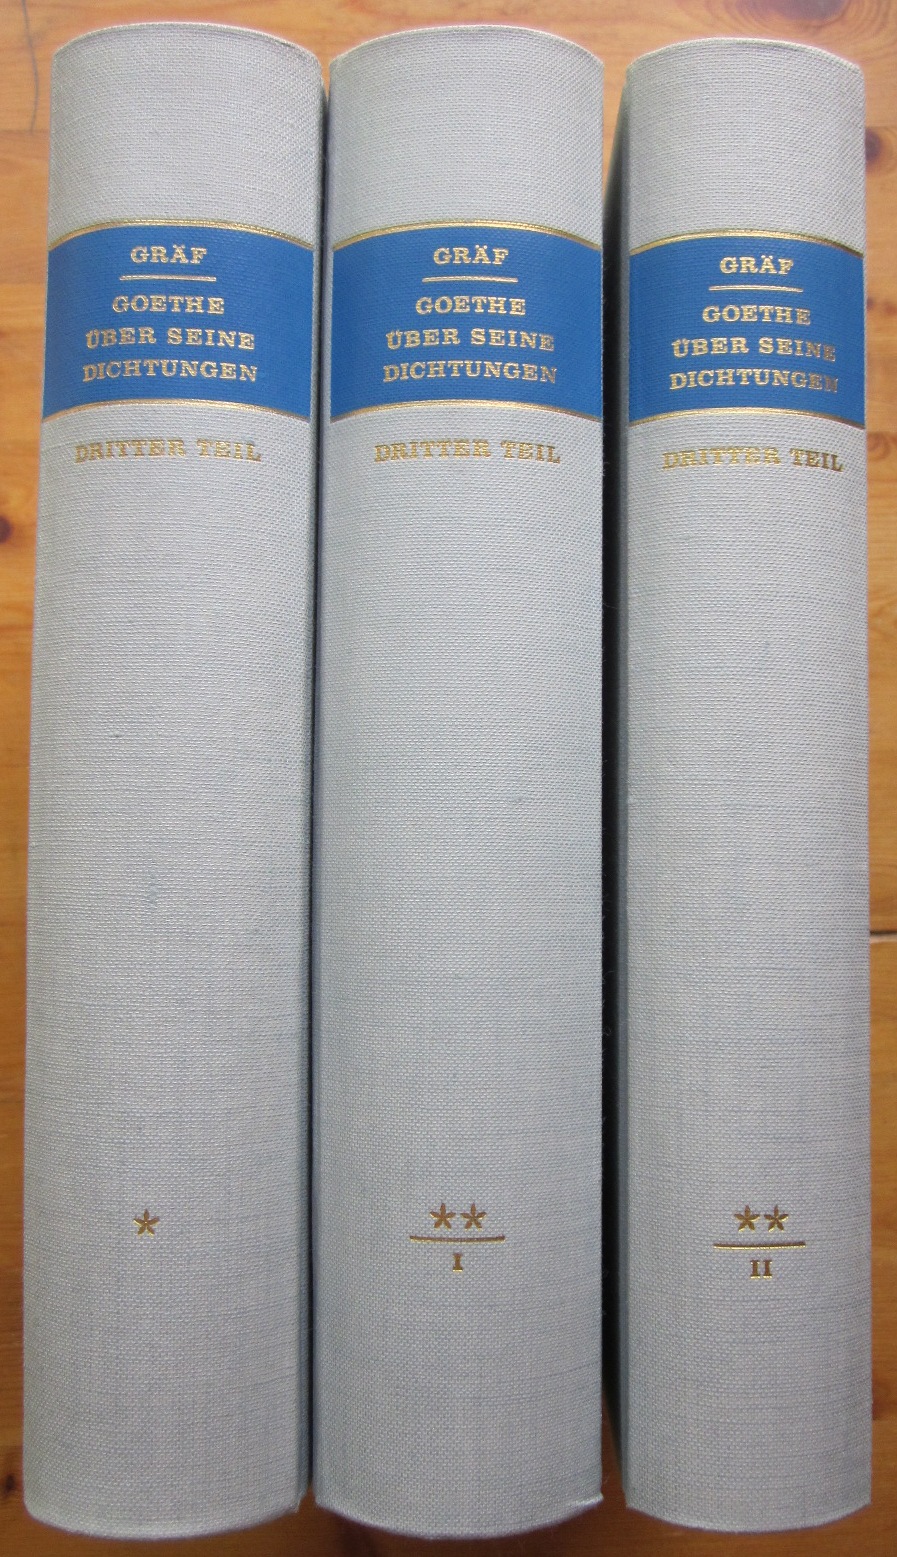 GRÄF
GOETHE
ÜBER SEINE
DICHTUNGEN
DRITTER TEIL
*
GRÄF
GOETHE
ÜBER SEINE
DICHTUNGEN
DRITTER TEIL
**
I
GRÄF
GOETHE
ÜBER SEINE
DICHTUNGEN
DRITTER TEIL
**
II